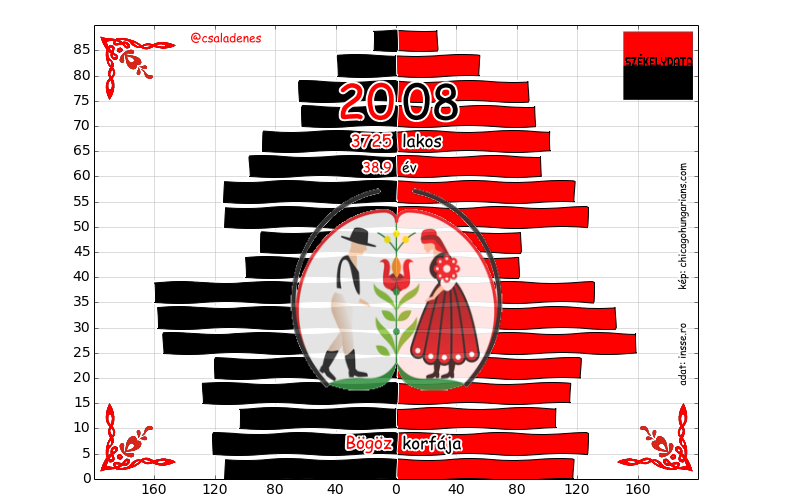 @csaladenes
SZÉKELYDATA
2008
3725 lakos
38.9 év
kép: chicagohungarians.com
adat: insse.ro
Bögöz korfája
85
80
75
70
65
60
55
50
45
40
35
30
25
20
15
10
5
0
160 120 80 40 0 40 80 120 160